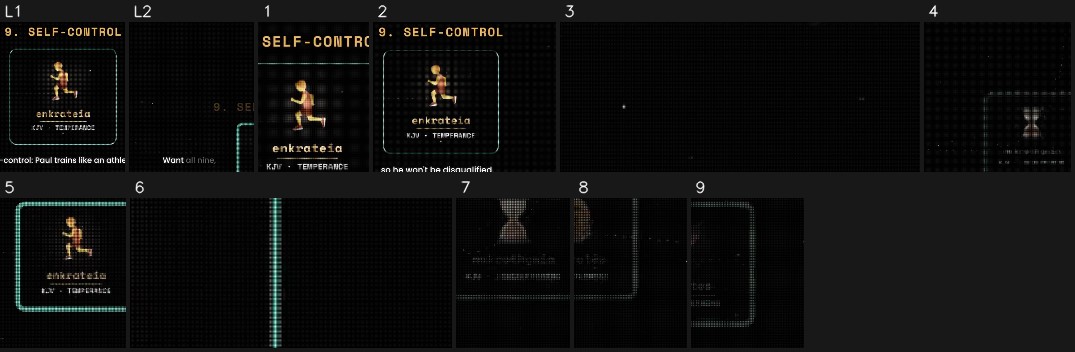 L1
9. SELF-CONTROL
enkrateia
KJV · TEMPERANCE
-control: Paul trains like an athle
L2
9. SE
Want all nine,
1
SELF-CONTRO
enkrateia
KJV · TEMPERANCE
2
9. SELF-CONTROL
enkrateia
KJV · TEMPERANCE
so he won't be disqualified
3
4
5
enkrateia
KJV · TEMPERANCE
6
7
8
9